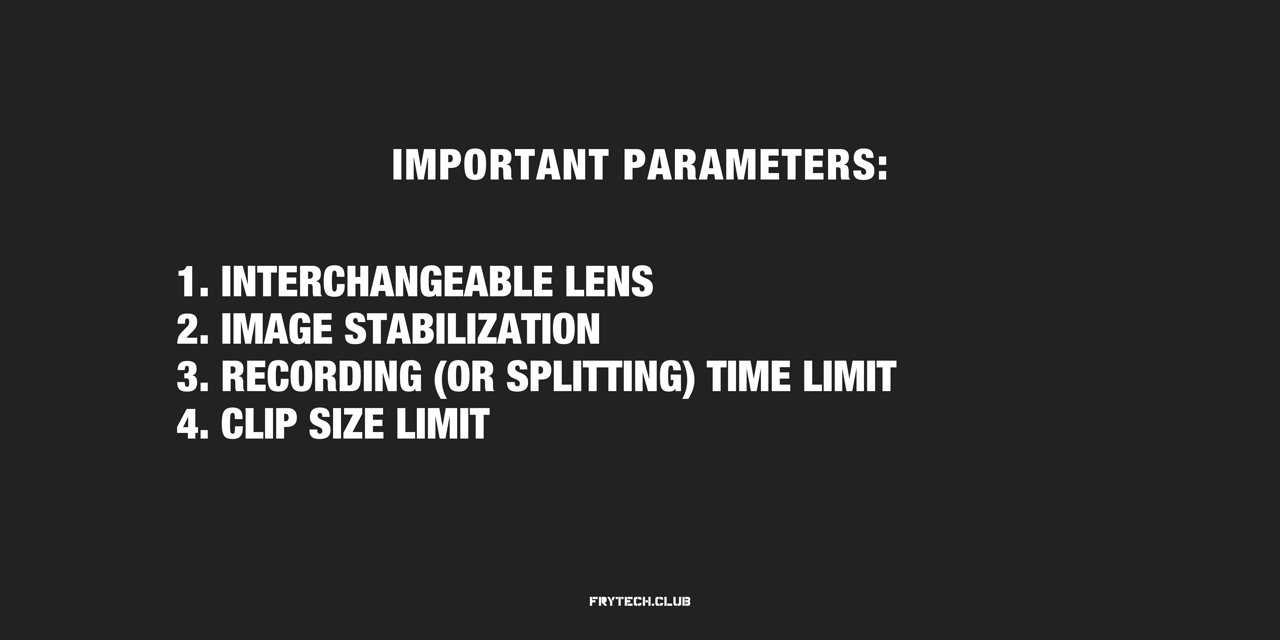 IMPORTANT PARAMETERS:
1. INTERCHANGEABLE LENS
2. IMAGE STABILIZATION
3. RECORDING (OR SPLITTING) TIME LIMIT
4. CLIP SIZE LIMIT
FRYTECH.CLUB